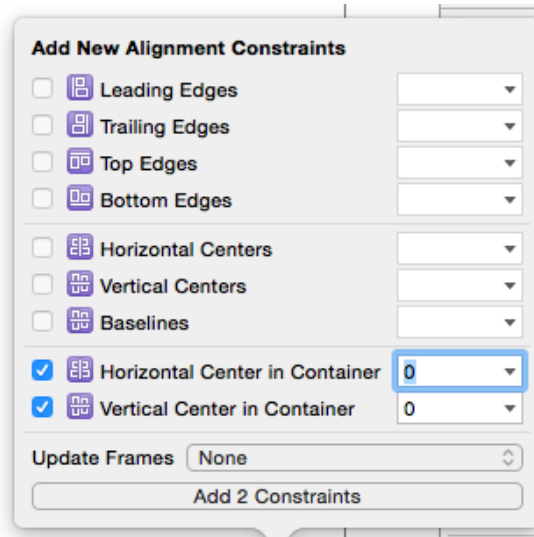 Add New Alignment Constraints
Leading Edges
Trailing Edges
Top Edges
Bottom Edges
Horizontal Centers
Vertical Centers
Baselines
Horizontal Center in Container 0
Vertical Center in Container 0
Update Frames None
Add 2 Constraints